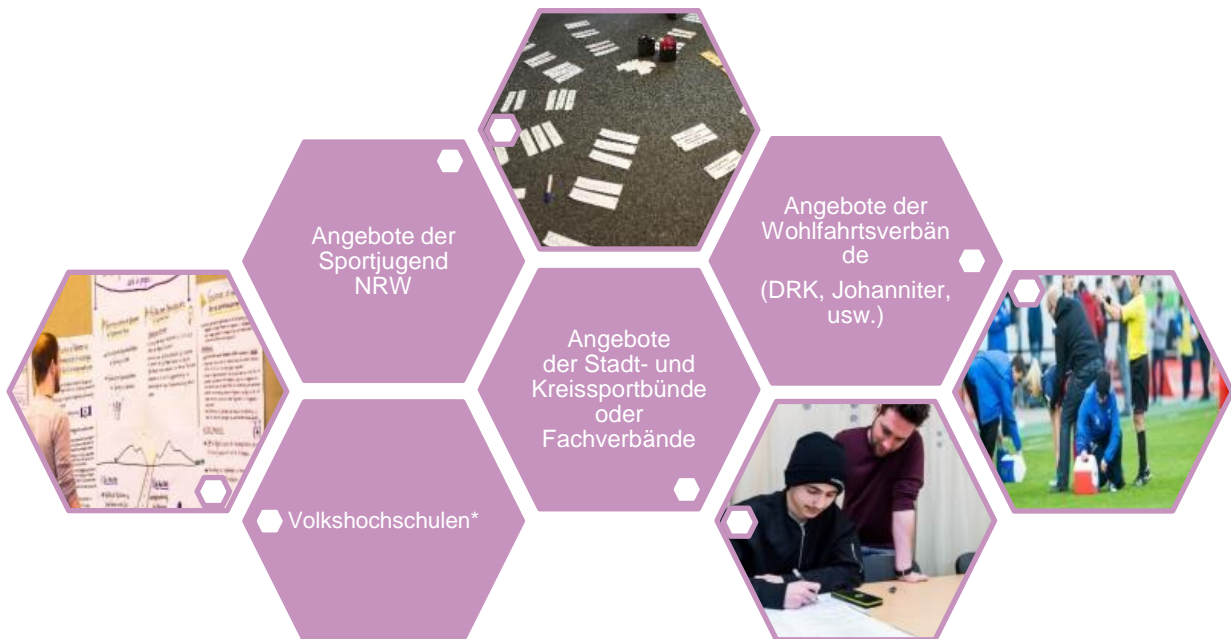 Angebote der
Sportjugend
NRW
Angebote der
Wohlfahrtsverbän
de
(DRK, Johanniter,
usw.)
Angebote
der Stadt- und
Kreissportbünde
oder
Fachverbände
Volkshochschulen*